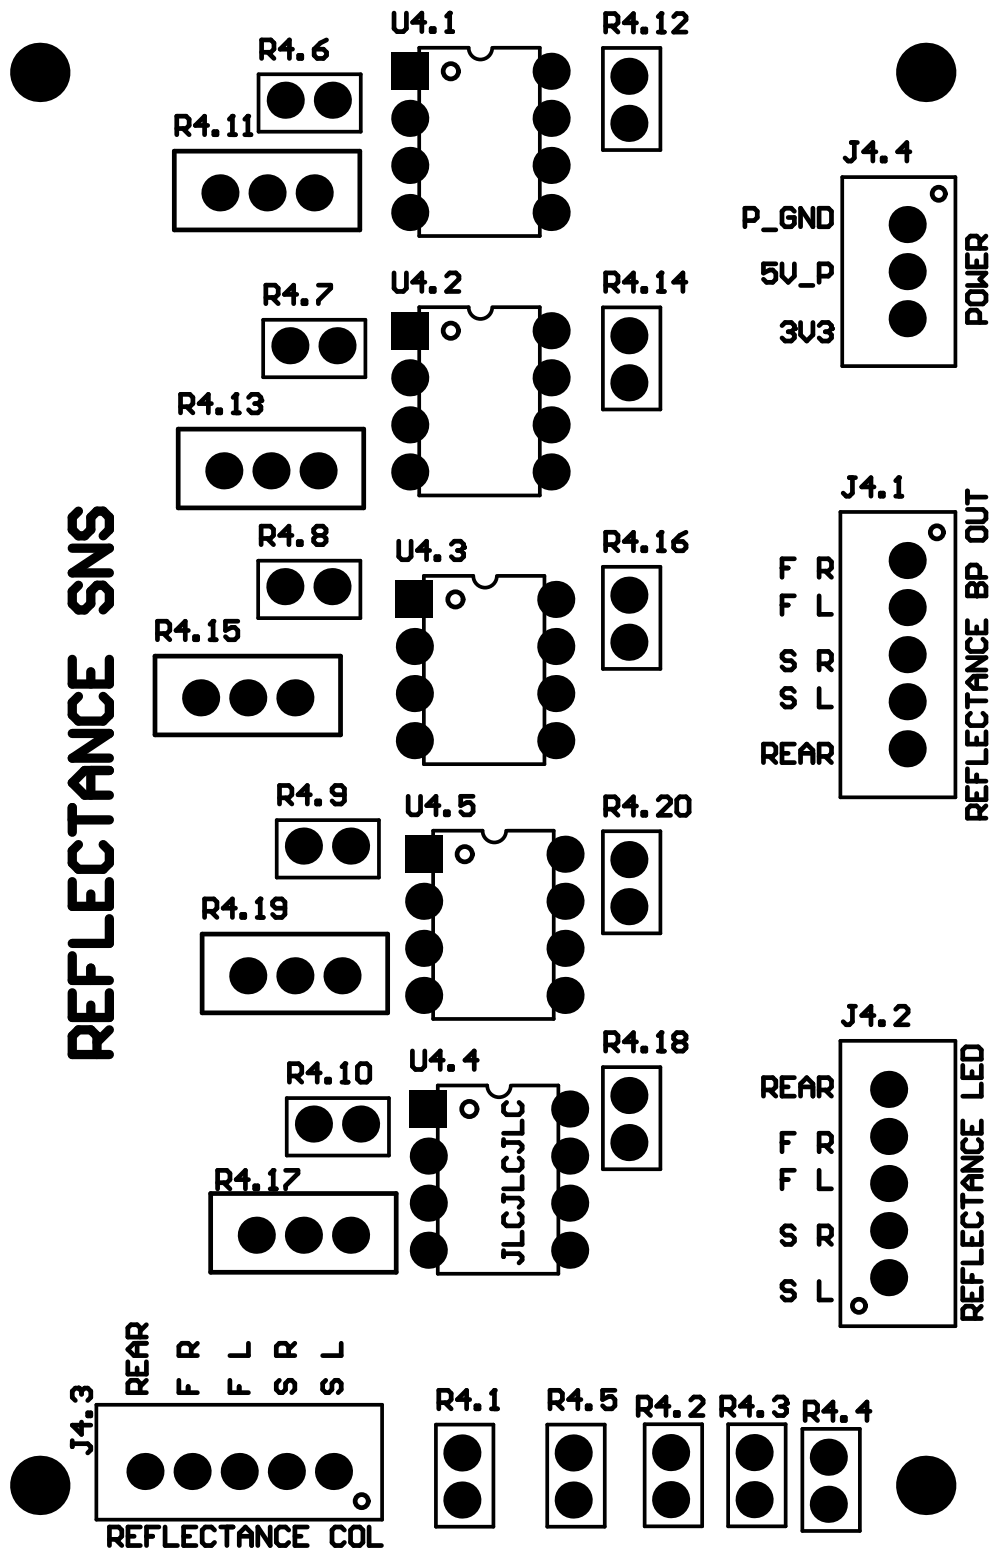 U4.1
R4.12
R4.6
R4.11
J4.4
P_GND
5V_P
3V3
POWER
U4.2
R4.14
R4.7
R4.13
J4.1
F R
F L
S R
S L
REAR
REFLECTANCE BP OUT
R4.8
U4.3
R4.16
R4.15
REFLECTANCE SNS
R4.9
U4.5
R4.20
R4.19
J4.2
REAR
F R
F L
S R
S L
REFLECTANCE LED
R4.10
U4.4
R4.18
JLCJLCJLCJLC
R4.17
REAR
F R
F L
S R
S L
J4.3
REFLECTANCE COL
R4.1
R4.5
R4.2
R4.3
R4.4